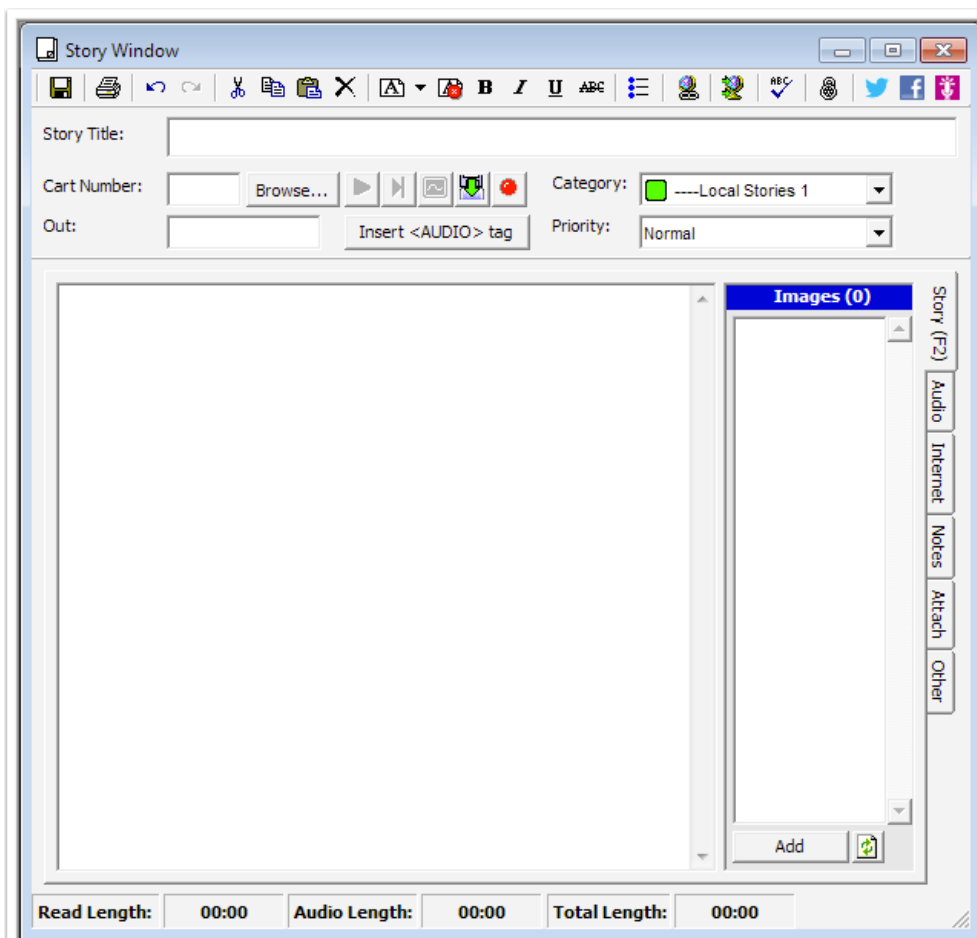 Story Window
B I U ABC ABC
Story Title:
Cart Number: Browse... Category: ----Local Stories 1
Out: Insert <AUDIO> tag Priority: Normal
Images (0)
Story (F2)
Audio
Internet
Notes
Attach
Other
Add
Read Length: 00:00 Audio Length: 00:00 Total Length: 00:00